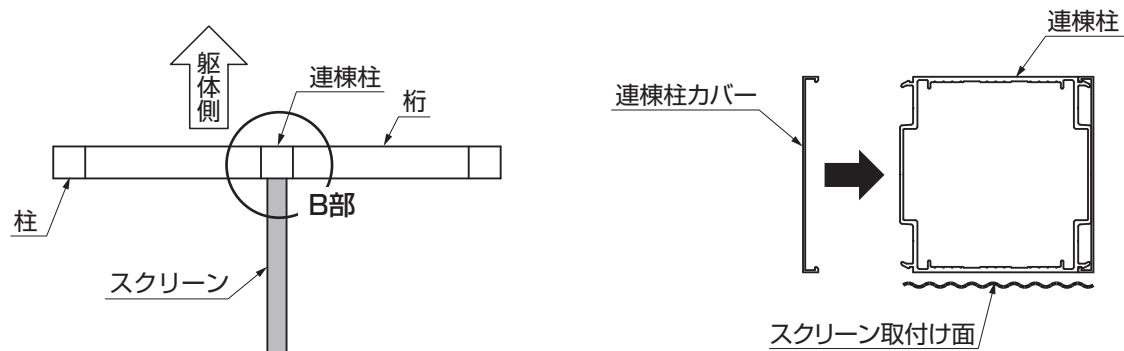 躯体側
連棟柱
桁
B部
柱
スクリーン
連棟柱
連棟柱カバー
スクリーン取付け面